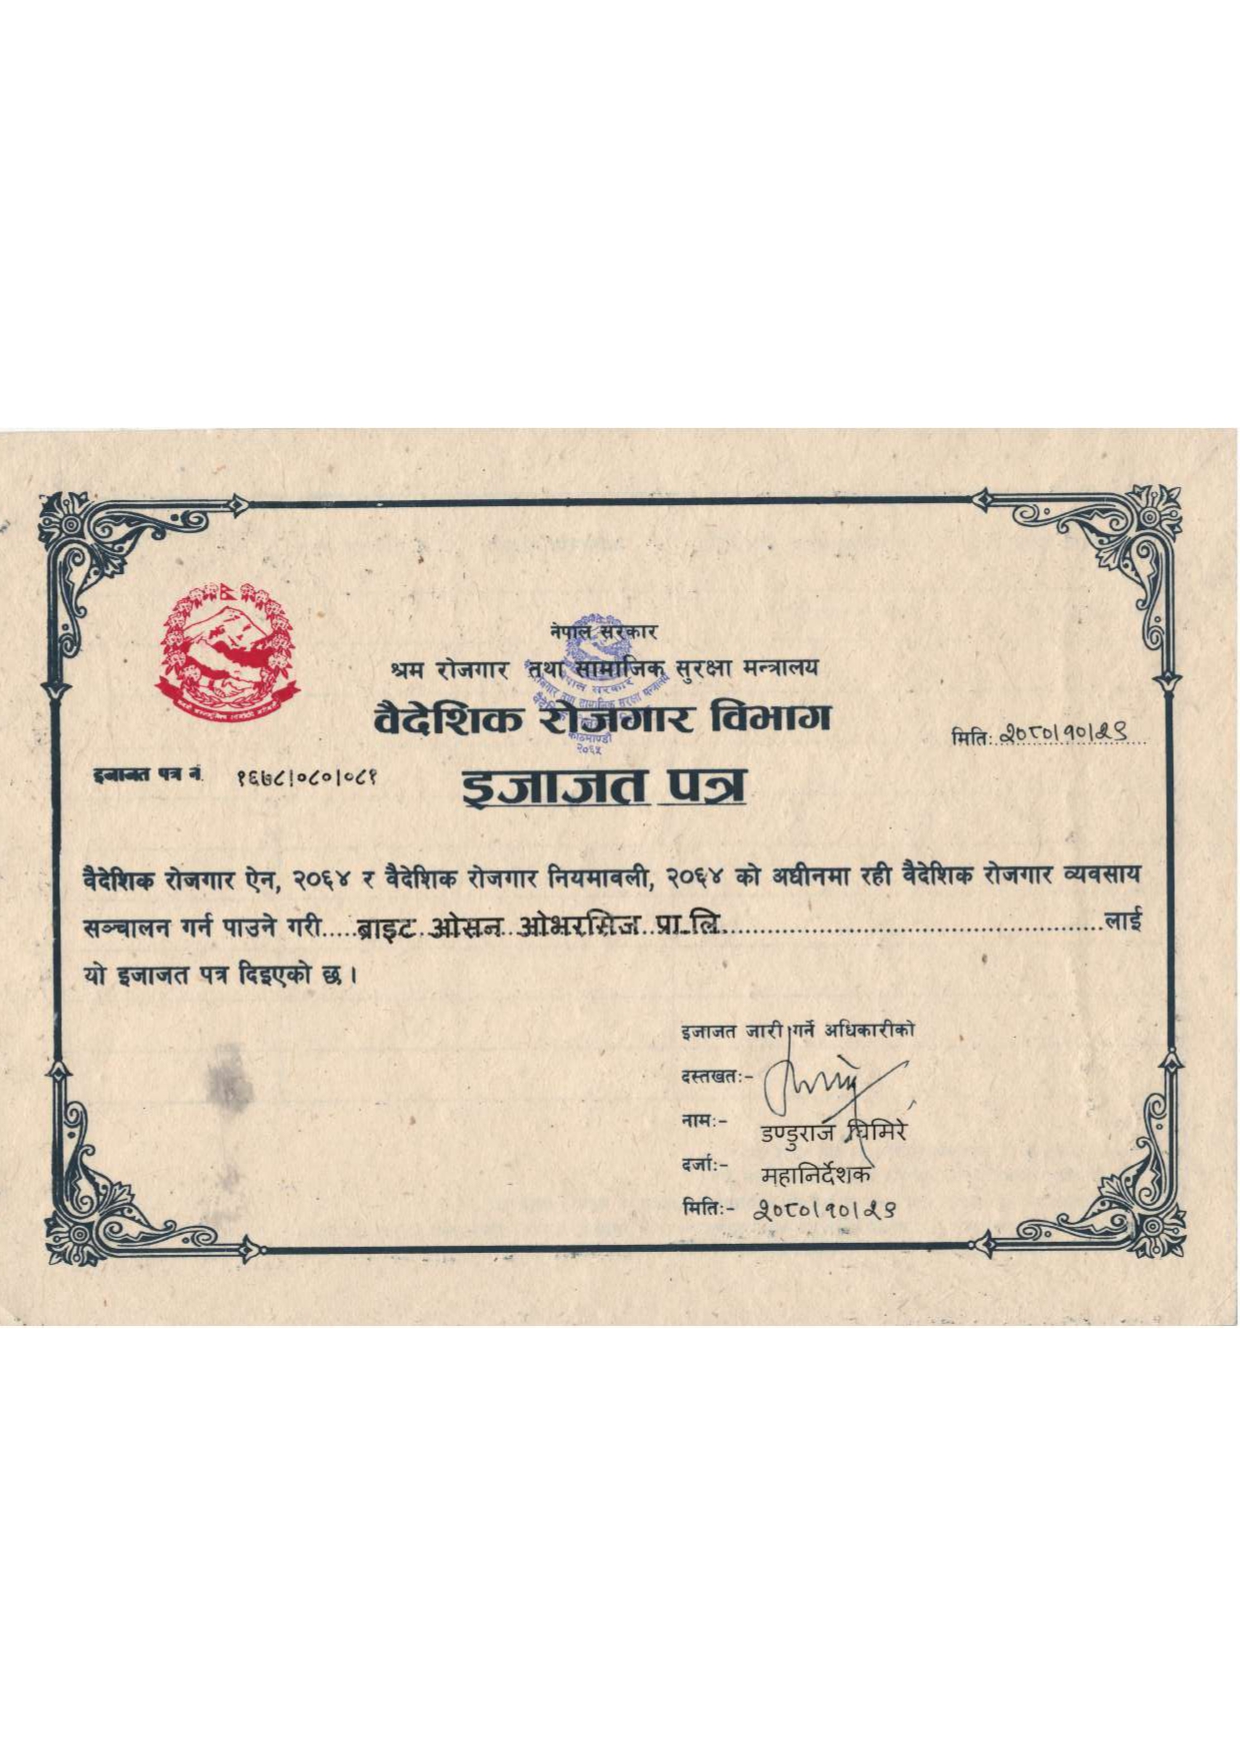 नेपाल सरकार
श्रम रोजगार तथा सामाजिक सुरक्षा मन्त्रालय
वैदेशिक रोजगार विभाग
मिति: २०८०।१०।२९
इजाजत पत्र नं. १६७८।०८०।०८१
इजाजत पत्र
वैदेशिक रोजगार ऐन, २०६४ र वैदेशिक रोजगार नियमावली, २०६४ को अधीनमा रही वैदेशिक रोजगार व्यवसाय
सञ्चालन गर्न पाउने गरी.....ब्राइट ओसन ओभरसिज प्रा.लि...........लाई
यो इजाजत पत्र दिइएको छ ।
इजाजत जारी गर्ने अधिकारीको
दस्तखतः-
नामः- डण्डुराज घिमिरे
दर्जाः- महानिर्देशक
मितिः- २०८०।१०।२९
काठमाण्डौ
२०६५